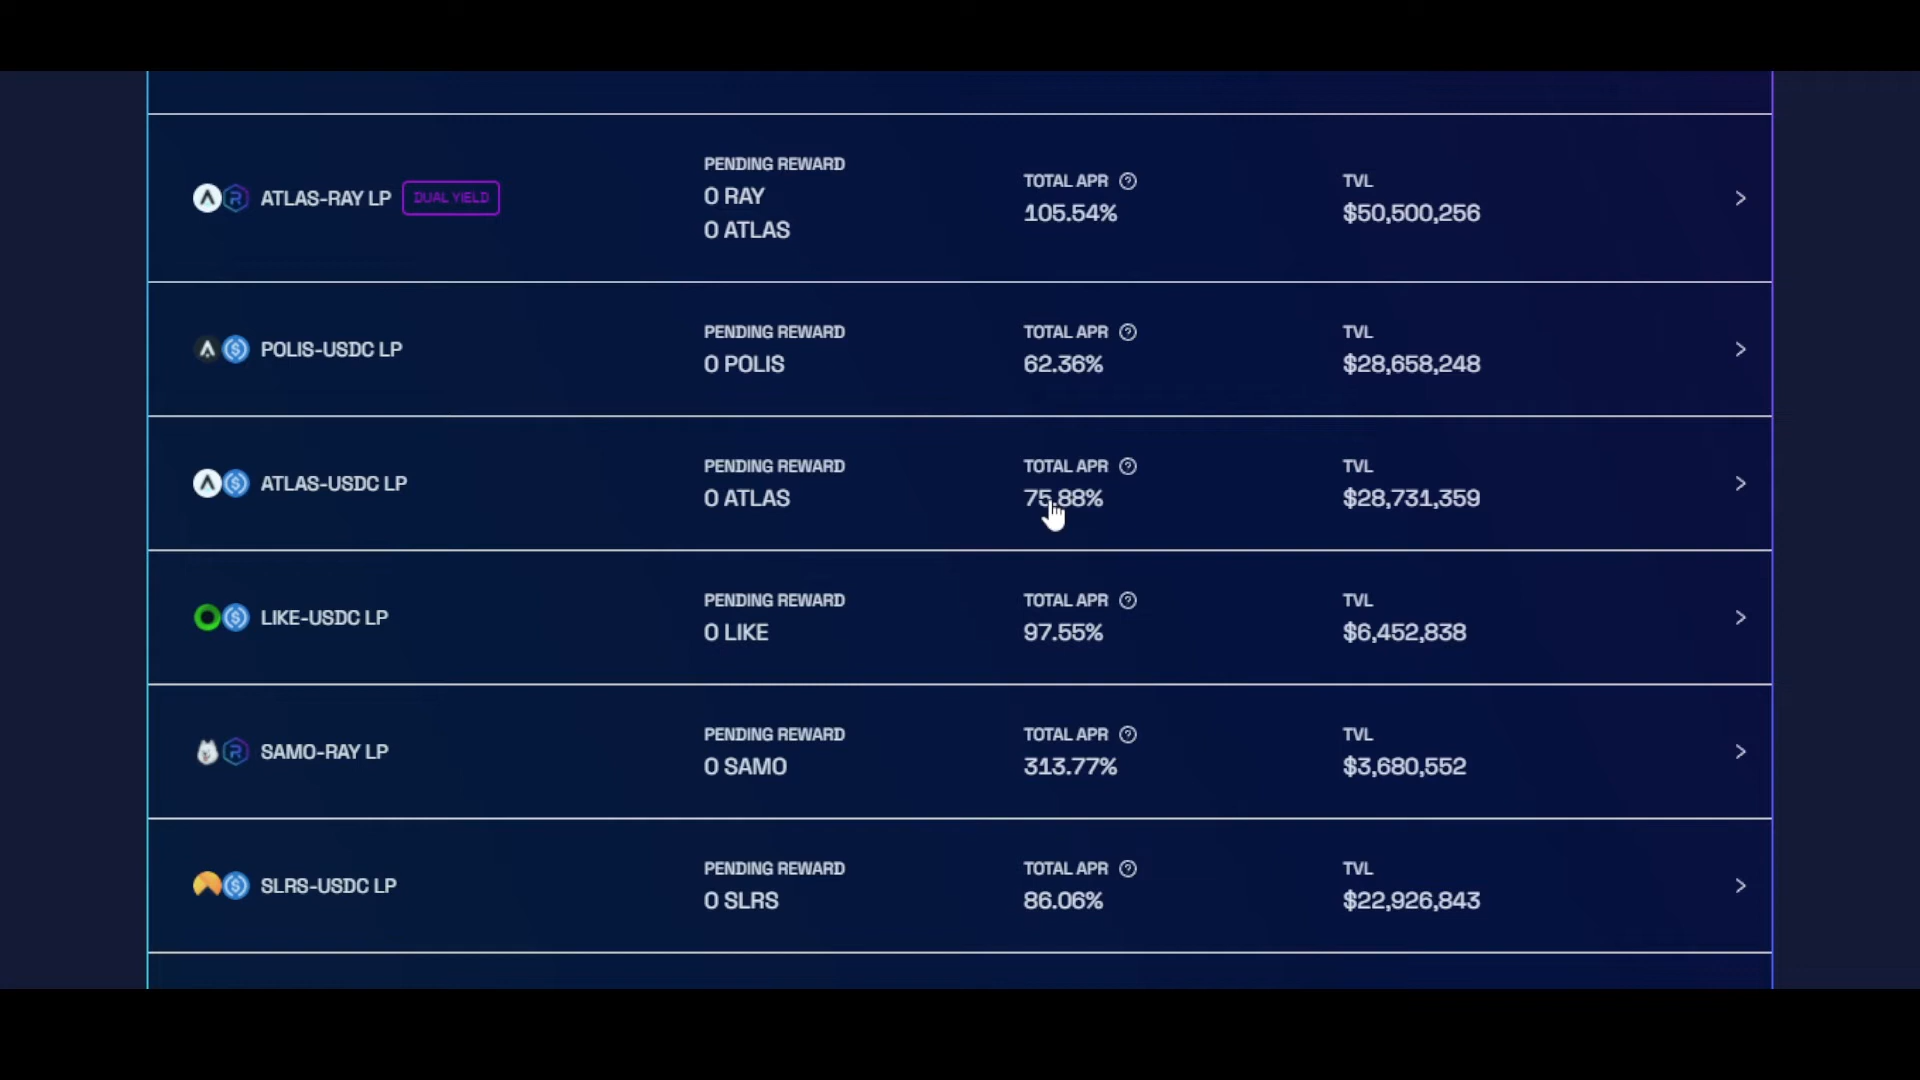 ATLAS-RAY LP DUAL YIELD
PENDING REWARD
0 RAY
0 ATLAS
TOTAL APR
105.54%
TVL
$50,500,256
POLIS-USDC LP
PENDING REWARD
0 POLIS
TOTAL APR
62.36%
TVL
$28,658,248
ATLAS-USDC LP
PENDING REWARD
0 ATLAS
TOTAL APR
75.88%
TVL
$28,731,359
LIKE-USDC LP
PENDING REWARD
0 LIKE
TOTAL APR
97.55%
TVL
$6,452,838
SAMO-RAY LP
PENDING REWARD
0 SAMO
TOTAL APR
313.77%
TVL
$3,680,552
SLRS-USDC LP
PENDING REWARD
0 SLRS
TOTAL APR
86.06%
TVL
$22,926,843